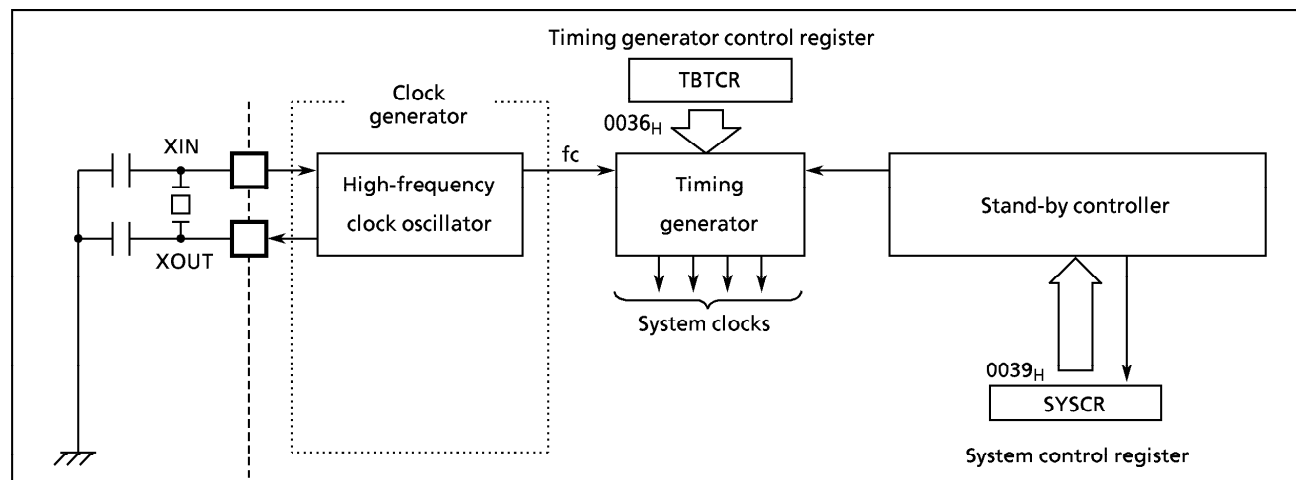 Timing generator control register
TBTCR
Clock
generator
0036H
XIN
fc
High-frequency
clock oscillator
Timing
generator
Stand-by controller
XOUT
System clocks
0039H
SYSCR
System control register